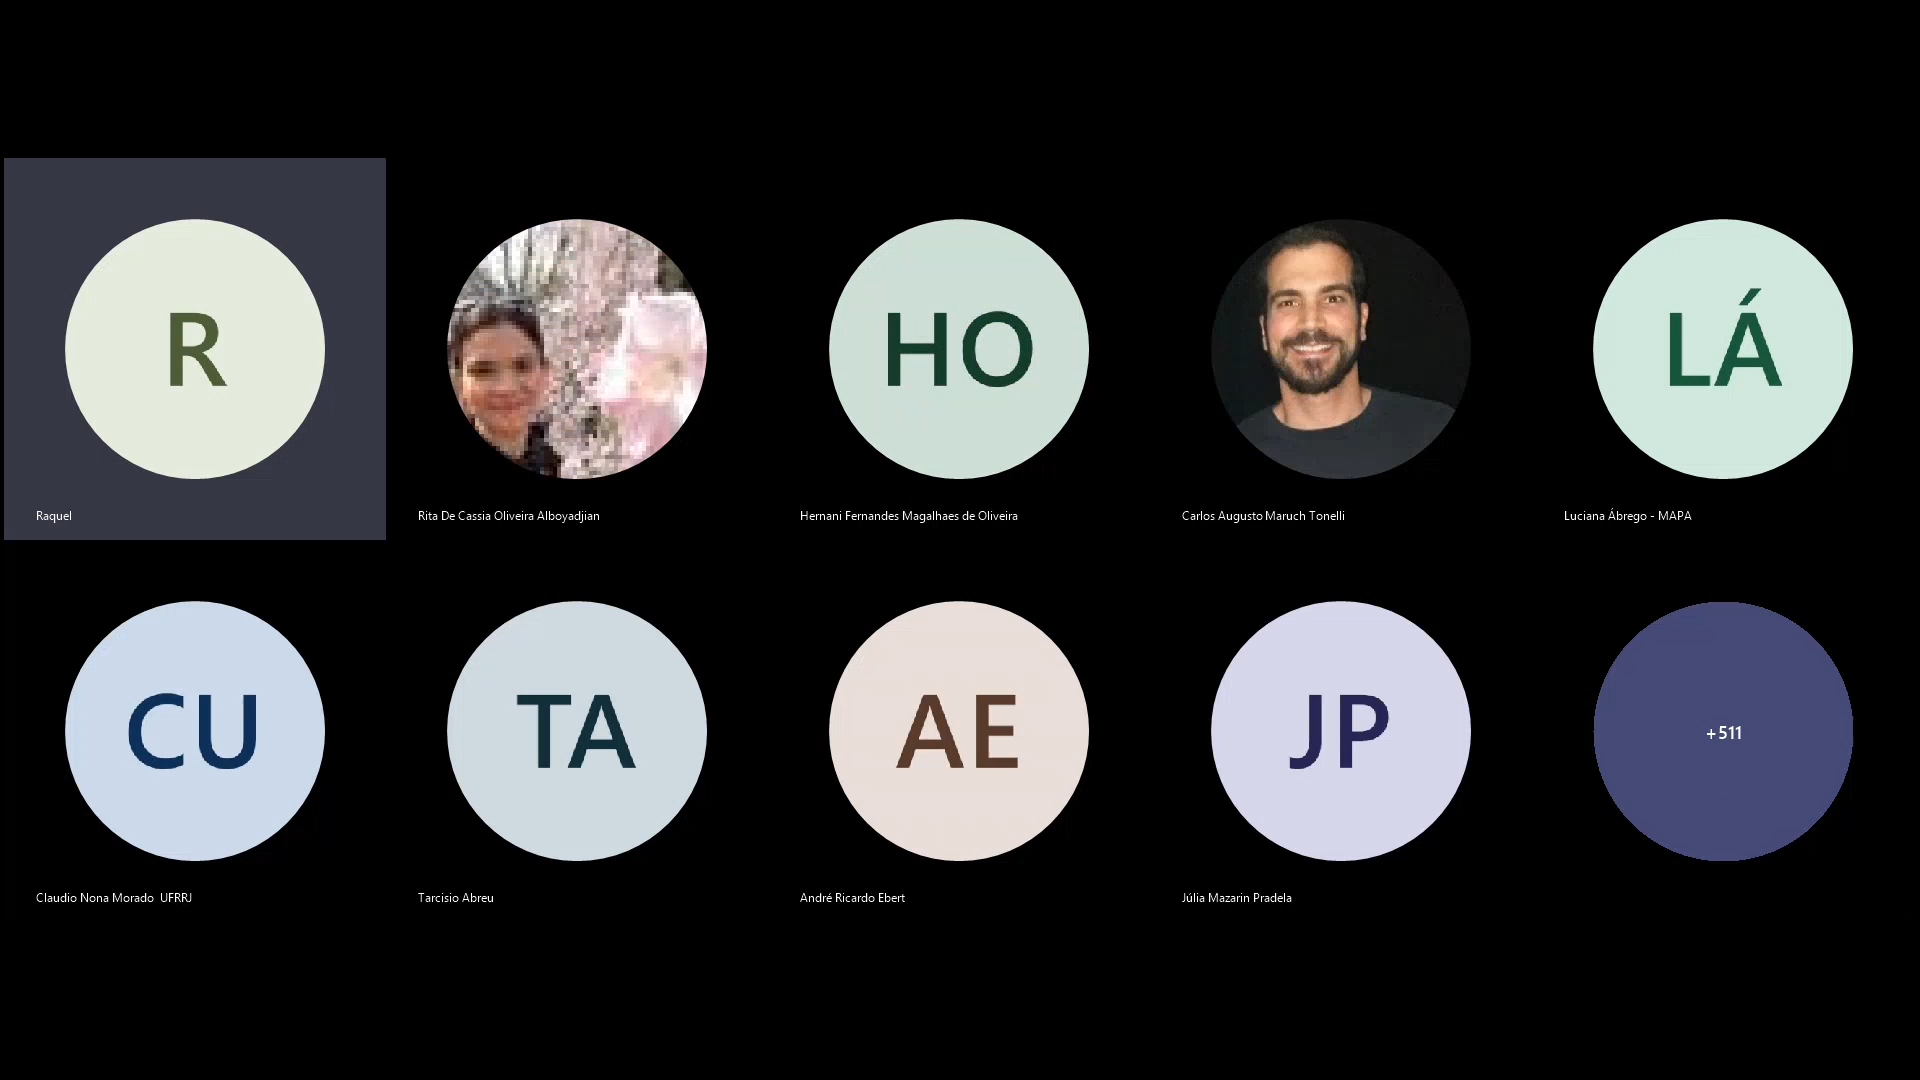 R
Raquel
Rita De Cassia Oliveira Alboyadjian
HO
Hernani Fernandes Magalhaes de Oliveira
Carlos Augusto Maruch Tonelli
LÁ
Luciana Ábrego - MAPA
CU
Claudio Nona Morado  UFRRJ
TA
Tarcisio Abreu
AE
André Ricardo Ebert
JP
Júlia Mazarin Pradela
+511